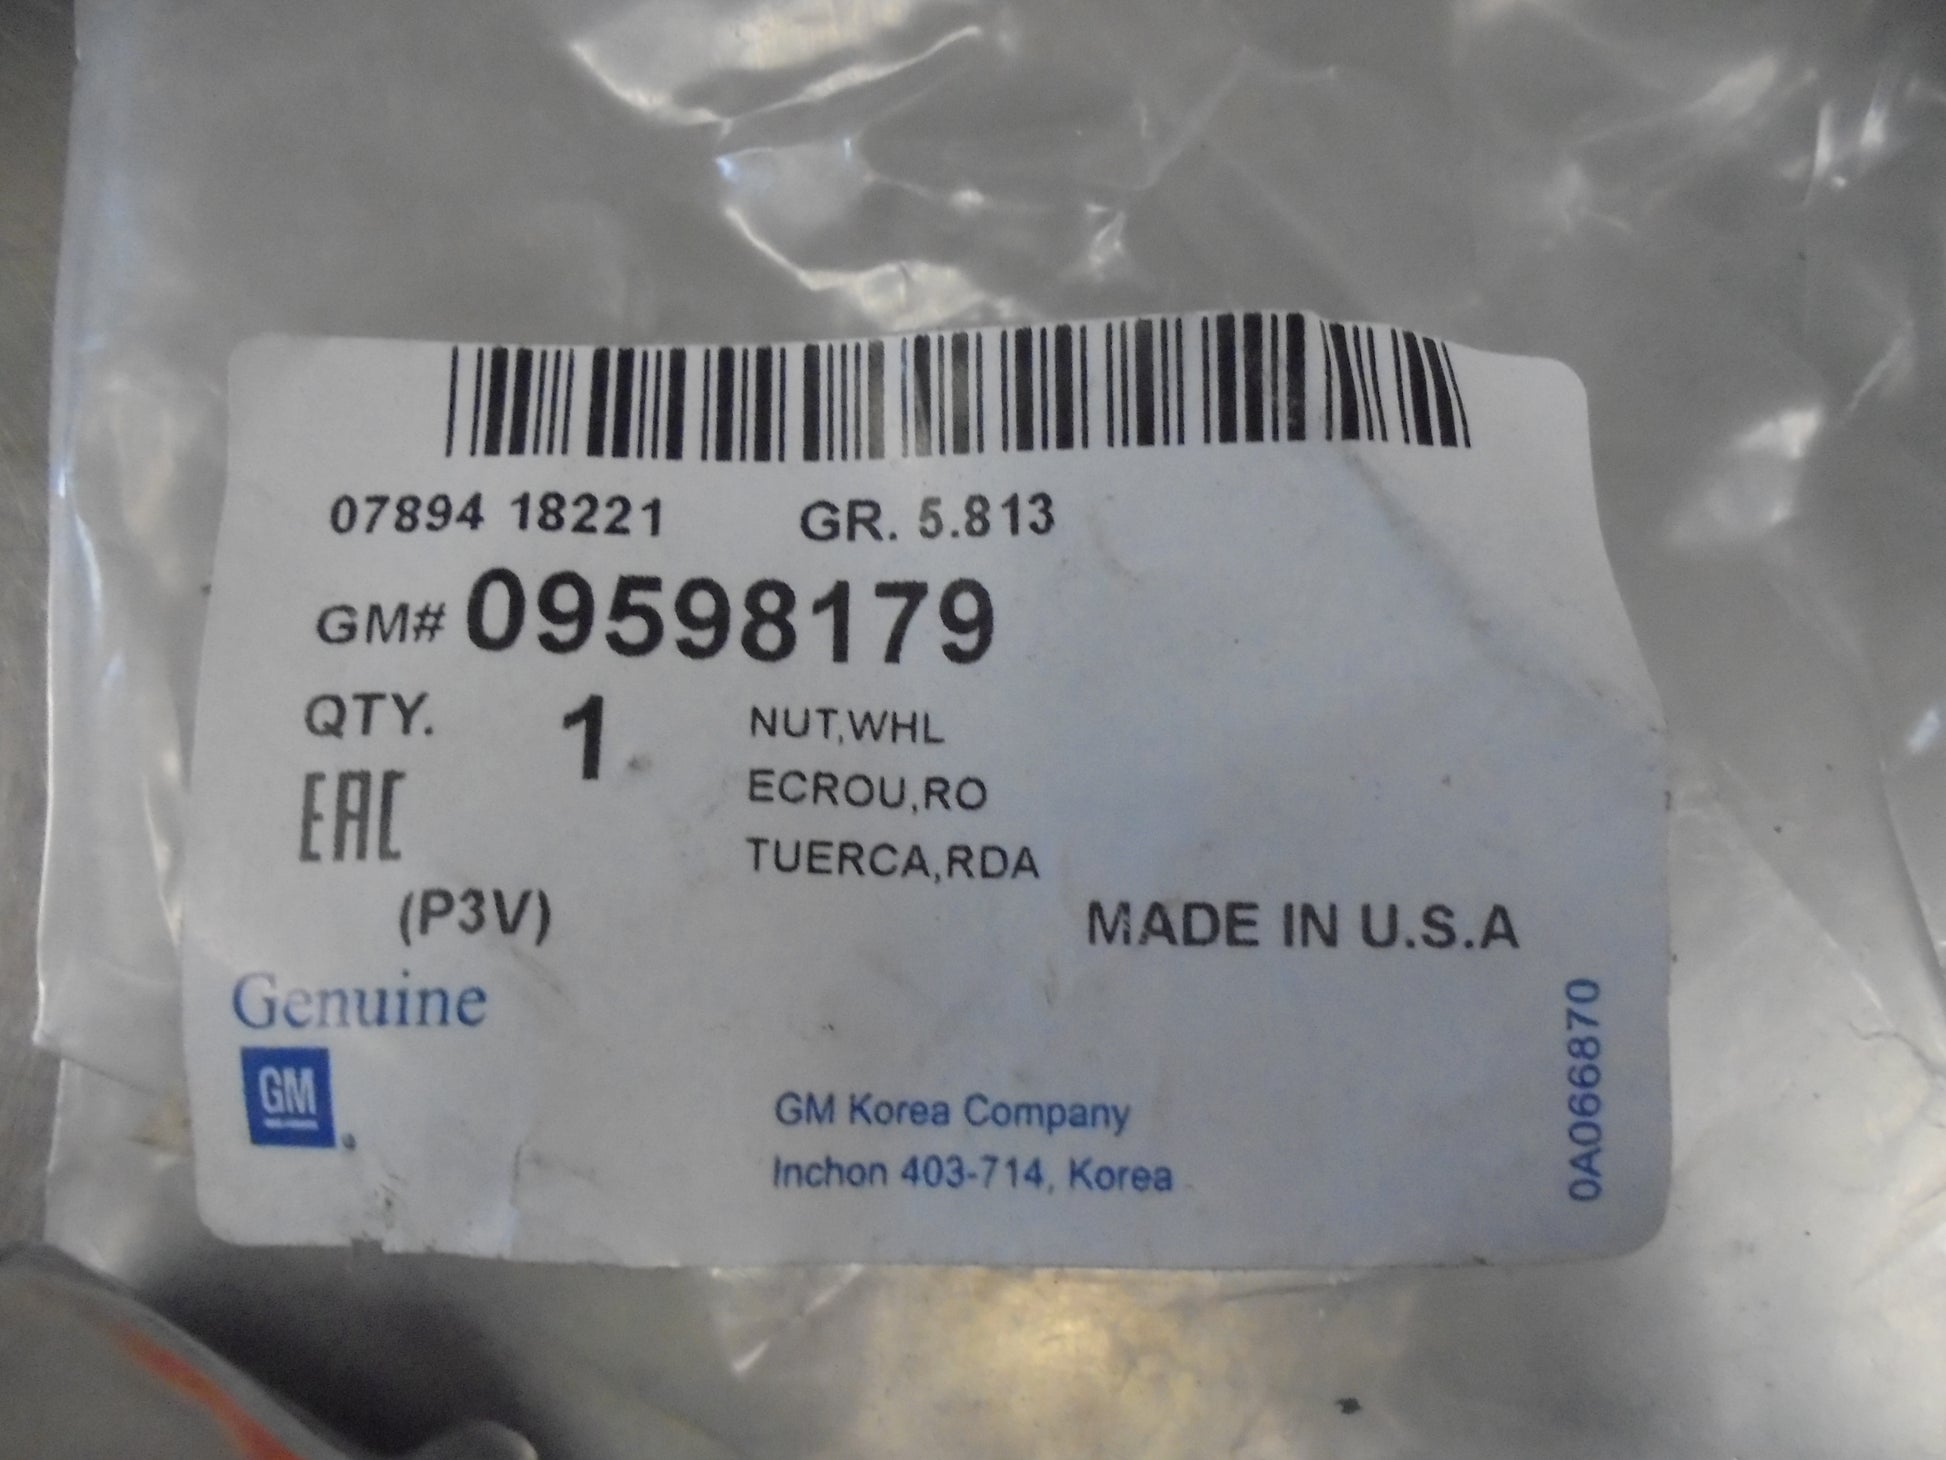 07894 18221 GR. 5.813
GM# 09598179
QTY. 1 NUT,WHL
ECROU,RO
TUERCA,RDA
EAC
(P3V)
MADE IN U.S.A
Genuine
GM
GM Korea Company
Inchon 403-714, Korea
0A066870